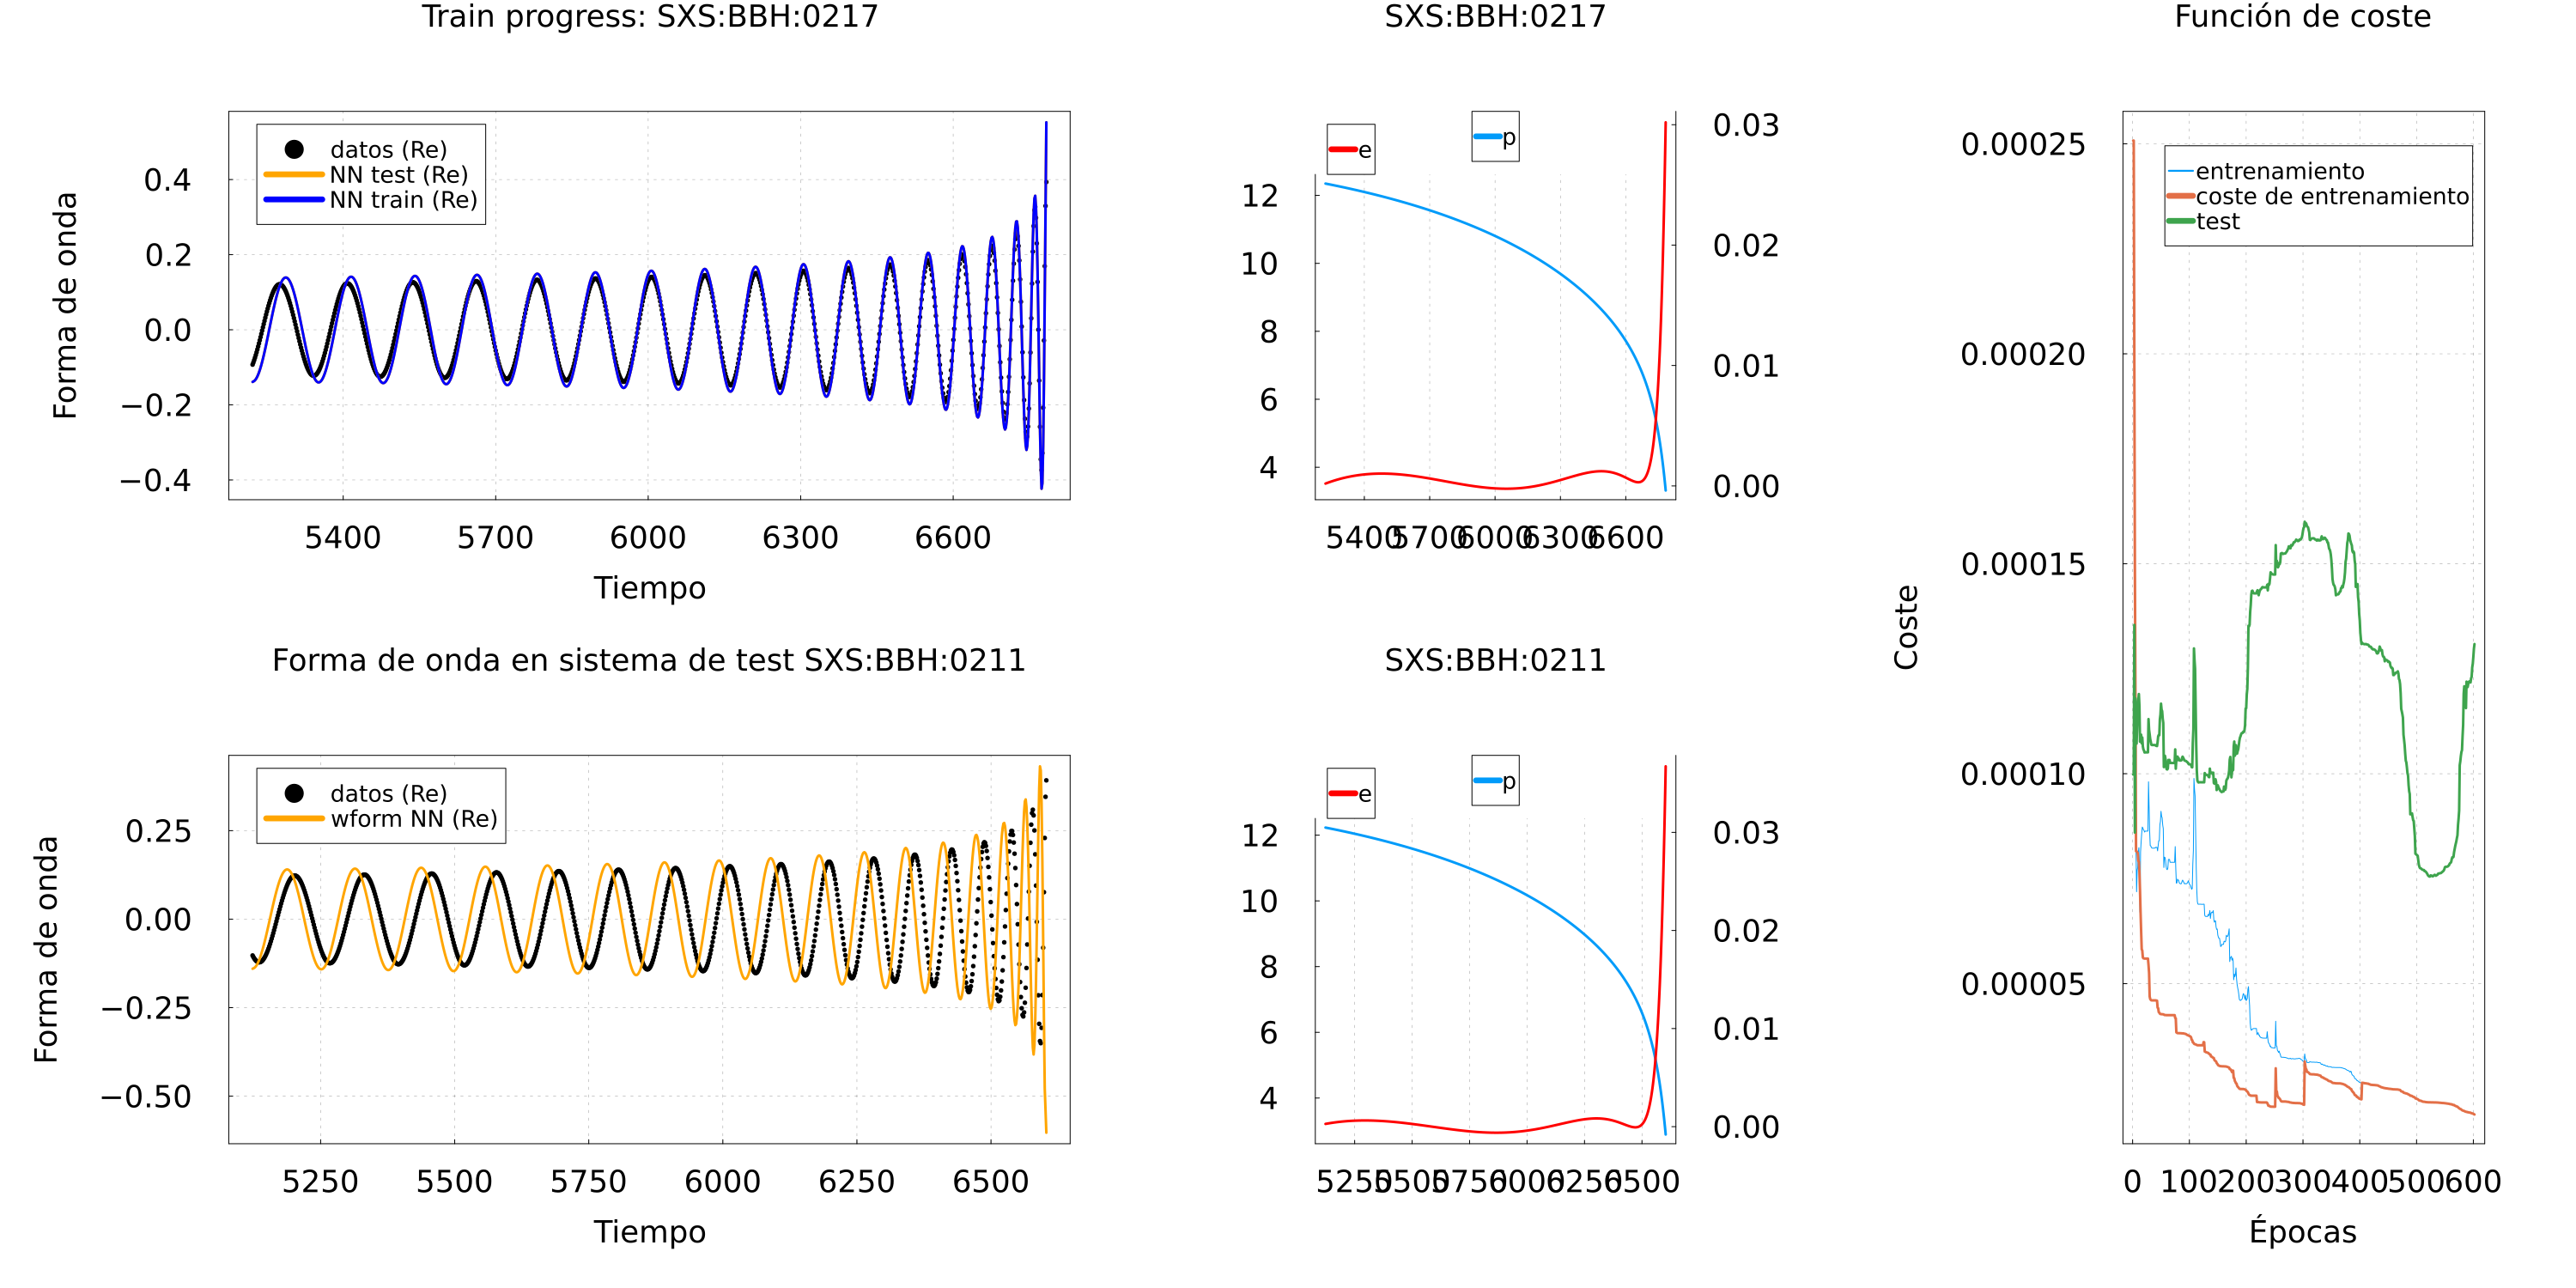 Train progress: SXS:BBH:0217
datos (Re)
NN test (Re)
NN train (Re)
0.4
0.2
0.0
−0.2
−0.4
Forma de onda
5400 5700 6000 6300 6600
Tiempo
SXS:BBH:0217
e
p
12
10
8
6
4
0.03
0.02
0.01
0.00
5400 5700 6000 6300 6600
Forma de onda en sistema de test SXS:BBH:0211
datos (Re)
wform NN (Re)
0.25
0.00
−0.25
−0.50
Forma de onda
5250 5500 5750 6000 6250 6500
Tiempo
SXS:BBH:0211
e
p
12
10
8
6
4
0.03
0.02
0.01
0.00
5250 5500 5750 6000 6250 6500
Función de coste
entrenamiento
coste de entrenamiento
test
0.00025
0.00020
0.00015
0.00010
0.00005
Coste
0 100 200 300 400 500 600
Épocas